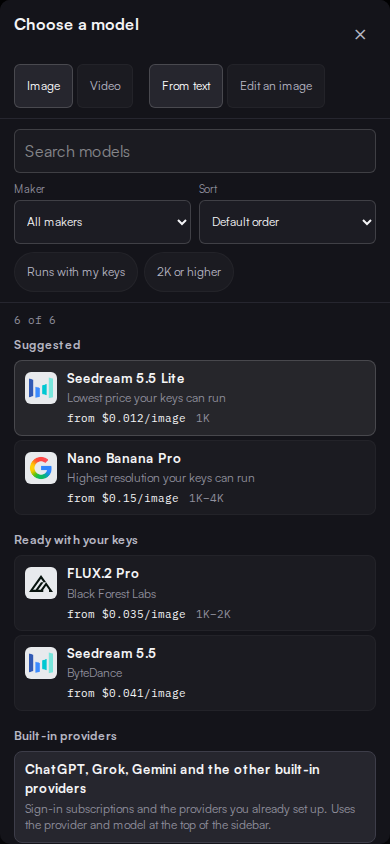 Choose a model
Image
Video
From text
Edit an image
Search models
Maker
Sort
All makers
Default order
Runs with my keys
2K or higher
6 of 6
Suggested
Seedream 5.5 Lite
Lowest price your keys can run
from $0.012/image 1K
Nano Banana Pro
Highest resolution your keys can run
from $0.15/image 1K–4K
Ready with your keys
FLUX.2 Pro
Black Forest Labs
from $0.035/image 1K–2K
Seedream 5.5
ByteDance
from $0.041/image
Built-in providers
ChatGPT, Grok, Gemini and the other built-in
providers
Sign-in subscriptions and the providers you already set up. Uses
the provider and model at the top of the sidebar.